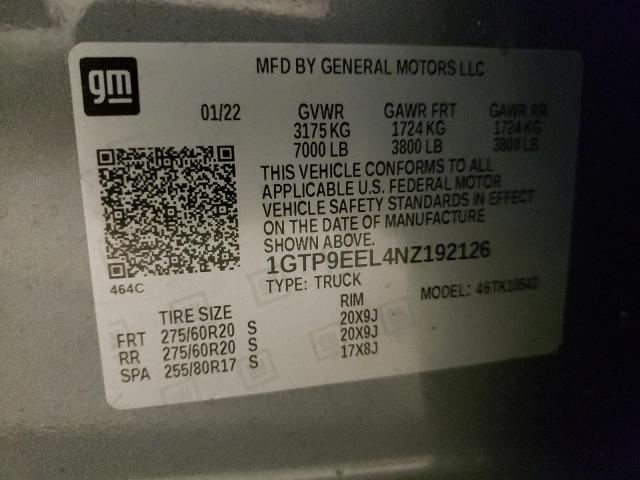 gm
MFD BY GENERAL MOTORS LLC
01/22 GVWR GAWR FRT GAWR RR
3175 KG 1724 KG 1724 KG
7000 LB 3800 LB 3800 LB
THIS VEHICLE CONFORMS TO ALL
APPLICABLE U.S. FEDERAL MOTOR
VEHICLE SAFETY STANDARDS IN EFFECT
ON THE DATE OF MANUFACTURE
SHOWN ABOVE.
1GTP9EEL4NZ192126
464C
TYPE: TRUCK MODEL: 46TK10543
TIRE SIZE RIM
FRT 275/60R20 S 20X9J
RR 275/60R20 S 20X9J
SPA 255/80R17 S 17X8J